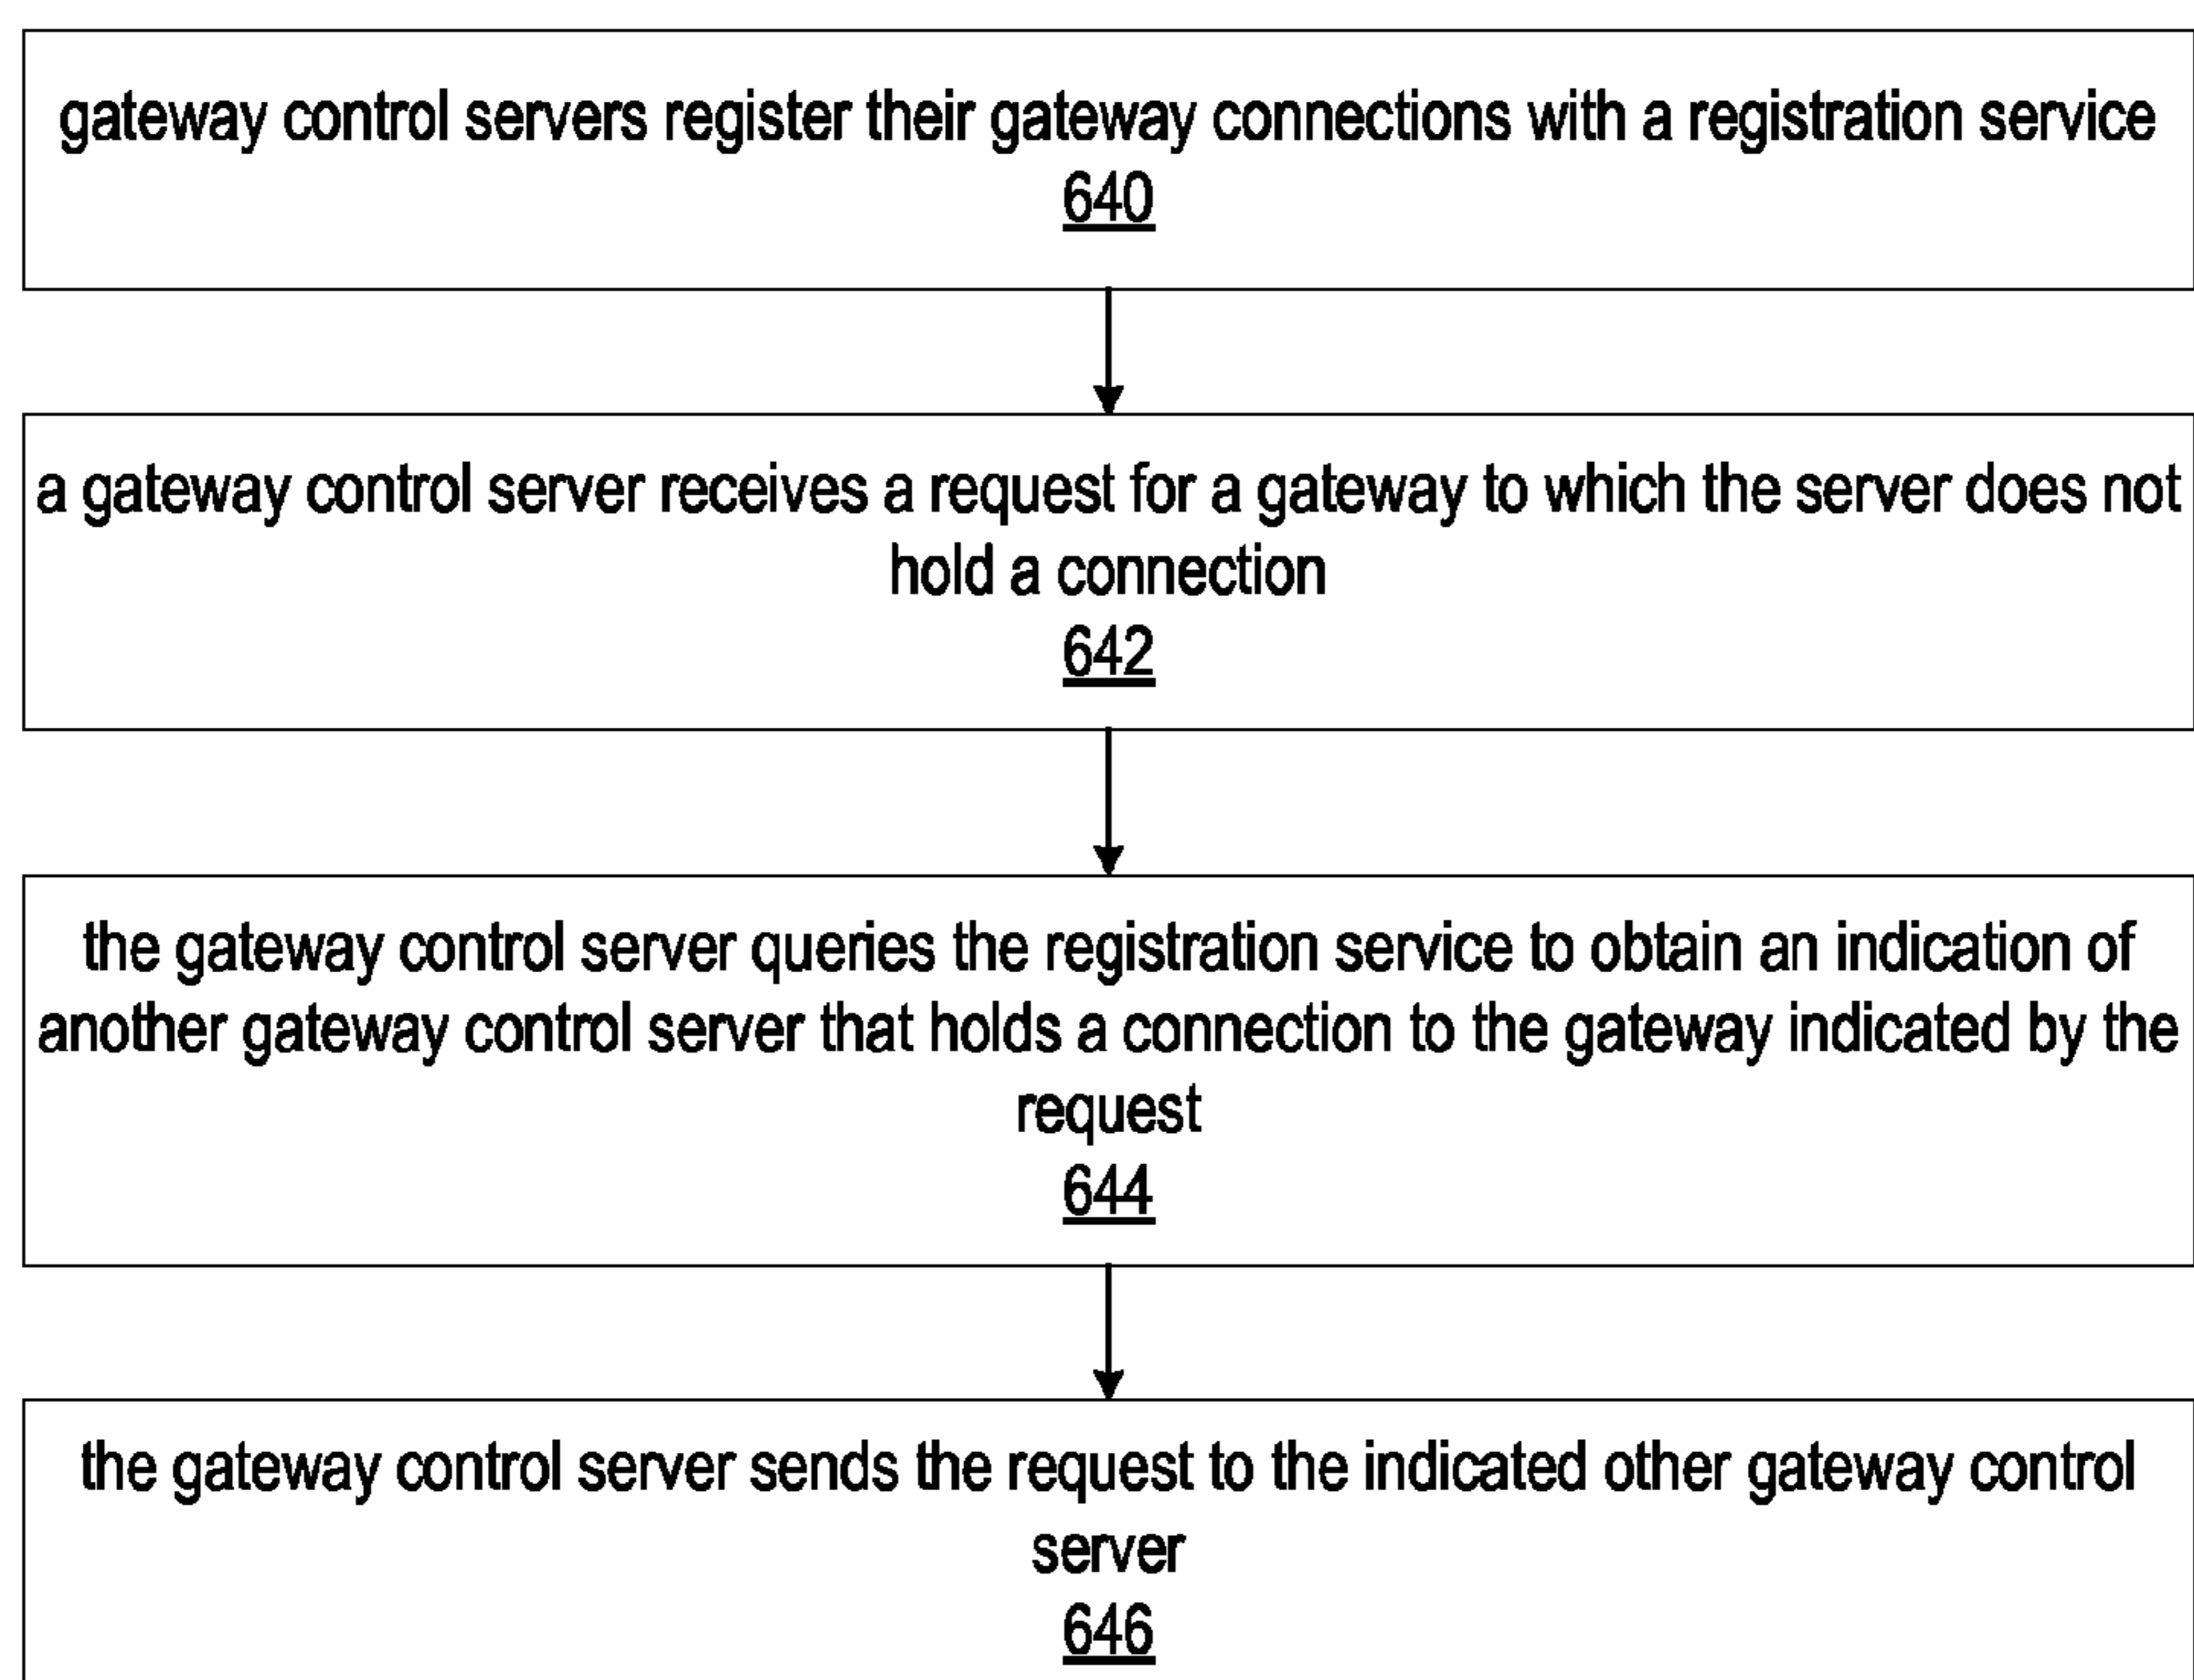 gateway control servers register their gateway connections with a registration service
640
a gateway control server receives a request for a gateway to which the server does not
hold a connection
642
the gateway control server queries the registration service to obtain an indication of
another gateway control server that holds a connection to the gateway indicated by the
request
644
the gateway control server sends the request to the indicated other gateway control
server
646